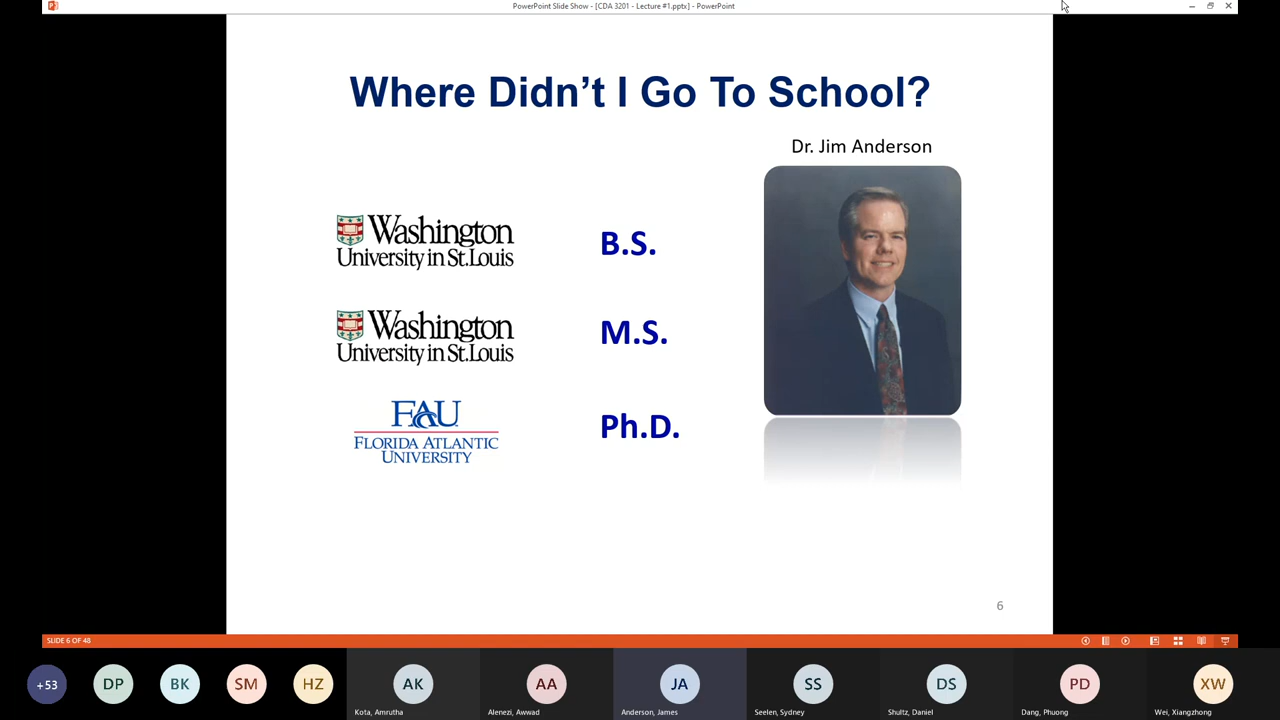 PowerPoint Slide Show - [CDA 3201 - Lecture #1.pptx] - PowerPoint
Where Didn't I Go To School?
Dr. Jim Anderson
Washington
University in St.Louis
B.S.
Washington
University in St.Louis
M.S.
FAU
FLORIDA ATLANTIC
UNIVERSITY
Ph.D.
6
SLIDE 6 OF 48
+53
DP
BK
SM
HZ
AK
AA
JA
SS
DS
PD
XW
Kota, Amrutha
Alenezi, Awwad
Anderson, James
Seelen, Sydney
Shultz, Daniel
Dang, Phuong
Wei, Xiangzhong